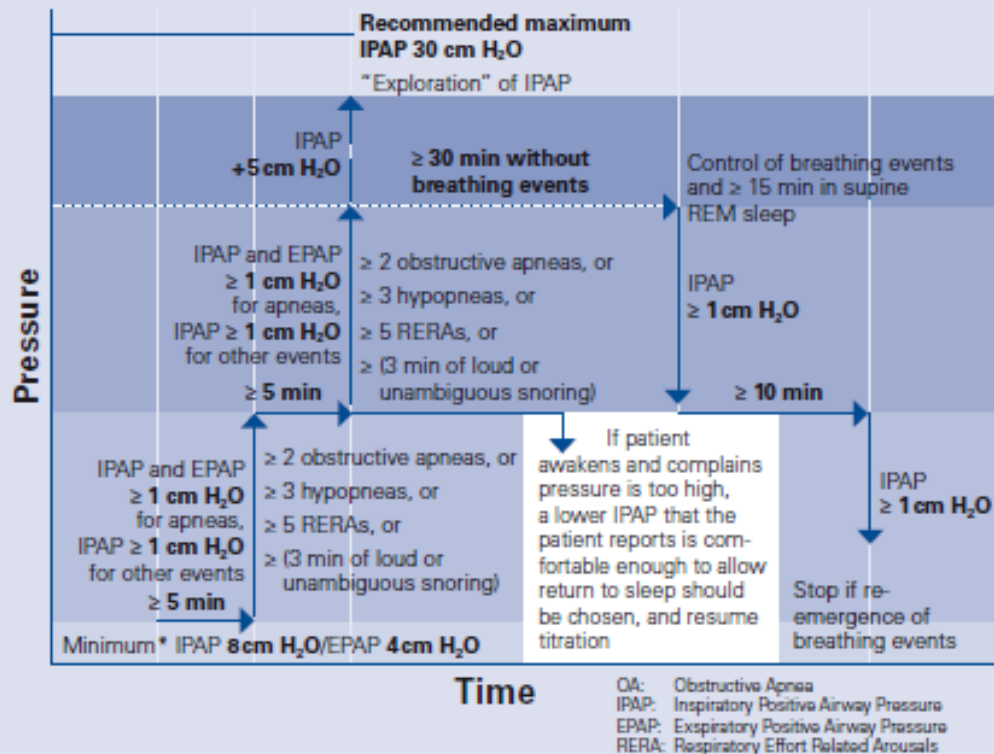 Recommended maximum
IPAP 30 cm H₂O
"Exploration" of IPAP
IPAP
+5 cm H₂O
≥ 30 min without
breathing events
Control of breathing events
and ≥ 15 min in supine
REM sleep
IPAP and EPAP
≥ 1 cm H₂O
for apneas,
IPAP ≥ 1 cm H₂O
for other events
≥ 5 min
≥ 2 obstructive apneas, or
≥ 3 hypopneas, or
≥ 5 RERAs, or
≥ (3 min of loud or
unambiguous snoring)
IPAP
≥ 1 cm H₂O
≥ 10 min
Pressure
IPAP and EPAP
≥ 1 cm H₂O
for apneas,
IPAP ≥ 1 cm H₂O
for other events
≥ 5 min
≥ 2 obstructive apneas, or
≥ 3 hypopneas, or
≥ 5 RERAs, or
≥ (3 min of loud or
unambiguous snoring)
If patient
awakens and complains
pressure is too high,
a lower IPAP that the
patient reports is com-
fortable enough to allow
return to sleep should
be chosen, and resume
titration
IPAP
≥ 1 cm H₂O
Stop if re-
emergence of
breathing events
Minimum* IPAP 8 cm H₂O/EPAP 4 cm H₂O
Time
OA: Obstructive Apnea
IPAP: Inspiratory Positive Airway Pressure
EPAP: Exspiratory Positive Airway Pressure
RERA: Respiratory Effort Related Arousals